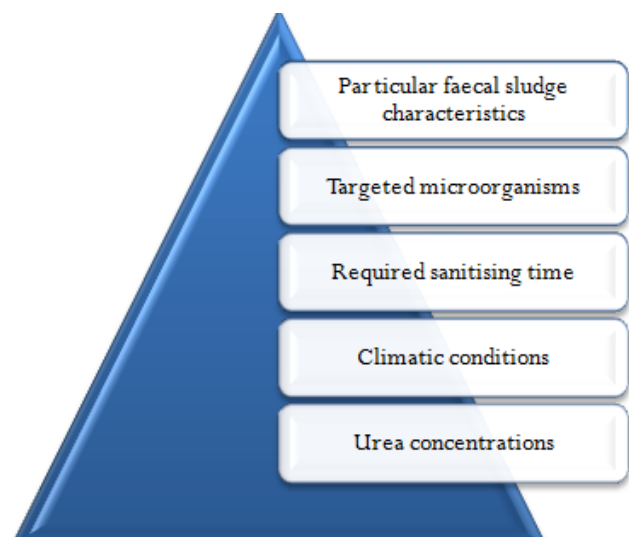 Particular faecal sludge
characteristics
Targeted microorganisms
Required sanitising time
Climatic conditions
Urea concentrations